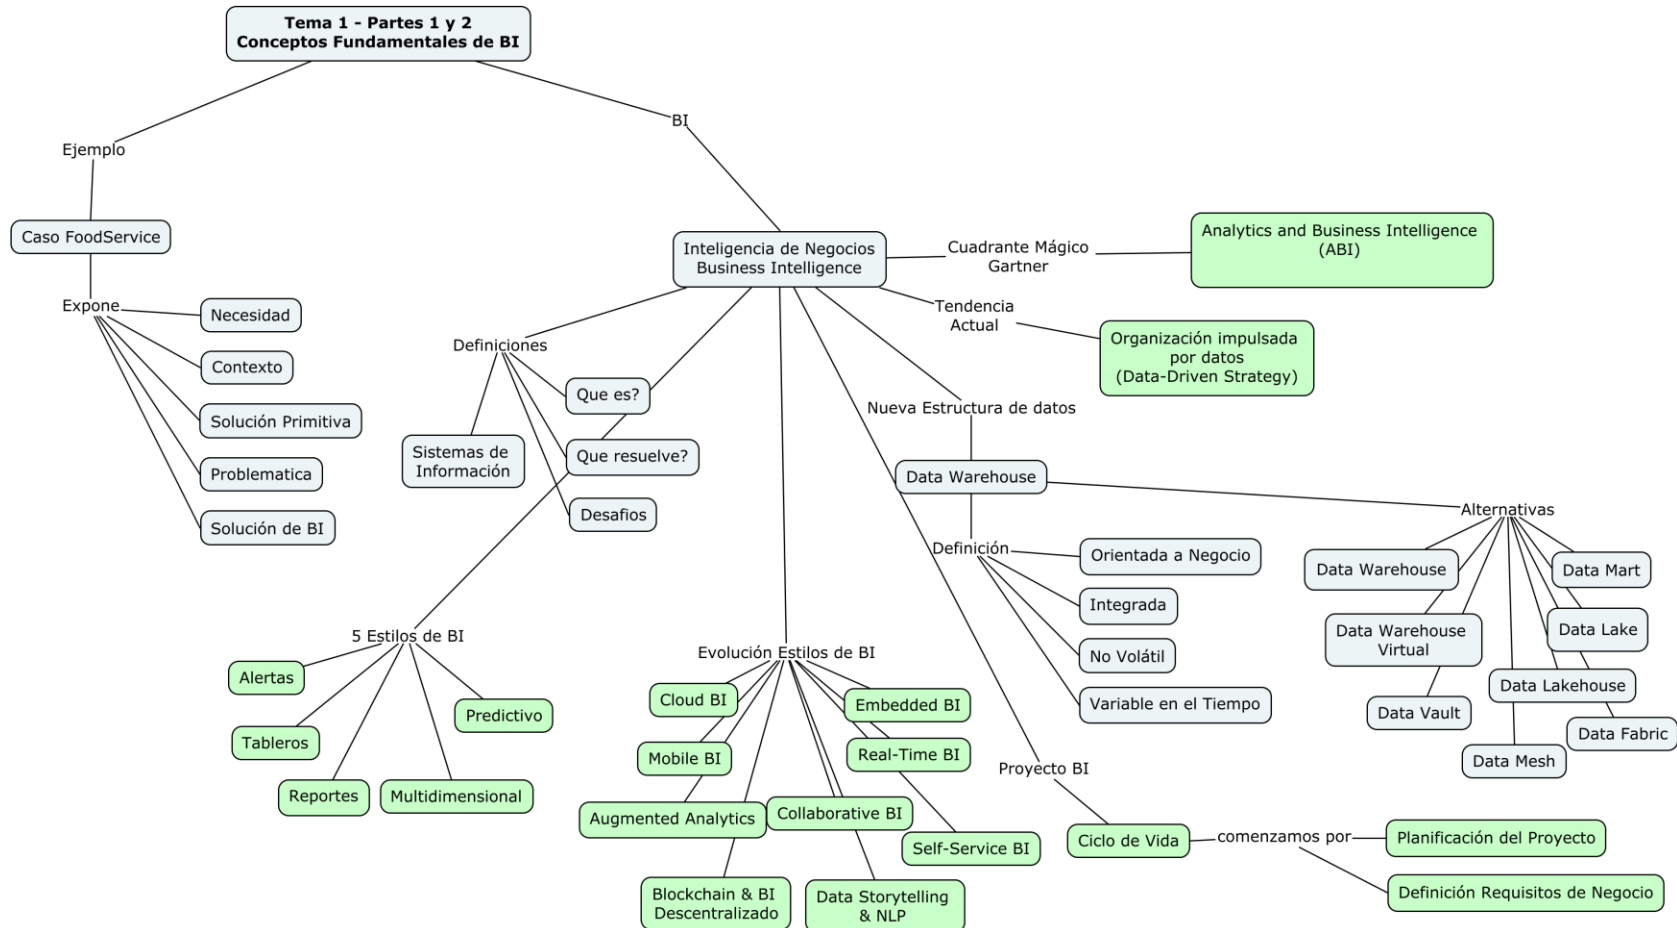 Tema 1 - Partes 1 y 2
Conceptos Fundamentales de BI
BI
Ejemplo
Caso FoodService
Expone
Necesidad
Contexto
Solución Primitiva
Problematica
Solución de BI
Inteligencia de Negocios
Business Intelligence
Cuadrante Mágico
Gartner
Analytics and Business Intelligence
(ABI)
Tendencia
Actual
Organización impulsada
por datos
(Data-Driven Strategy)
Definiciones
Que es?
Sistemas de
Información
Que resuelve?
Desafios
Nueva Estructura de datos
Data Warehouse
Definición
Orientada a Negocio
Integrada
No Volátil
Variable en el Tiempo
Alternativas
Data Warehouse
Data Mart
Data Warehouse
Virtual
Data Lake
Data Lakehouse
Data Vault
Data Fabric
Data Mesh
5 Estilos de BI
Alertas
Predictivo
Tableros
Reportes
Multidimensional
Evolución Estilos de BI
Cloud BI
Embedded BI
Mobile BI
Real-Time BI
Augmented Analytics
Collaborative BI
Self-Service BI
Blockchain & BI
Descentralizado
Data Storytelling
& NLP
Proyecto BI
Ciclo de Vida
comenzamos por
Planificación del Proyecto
Definición Requisitos de Negocio